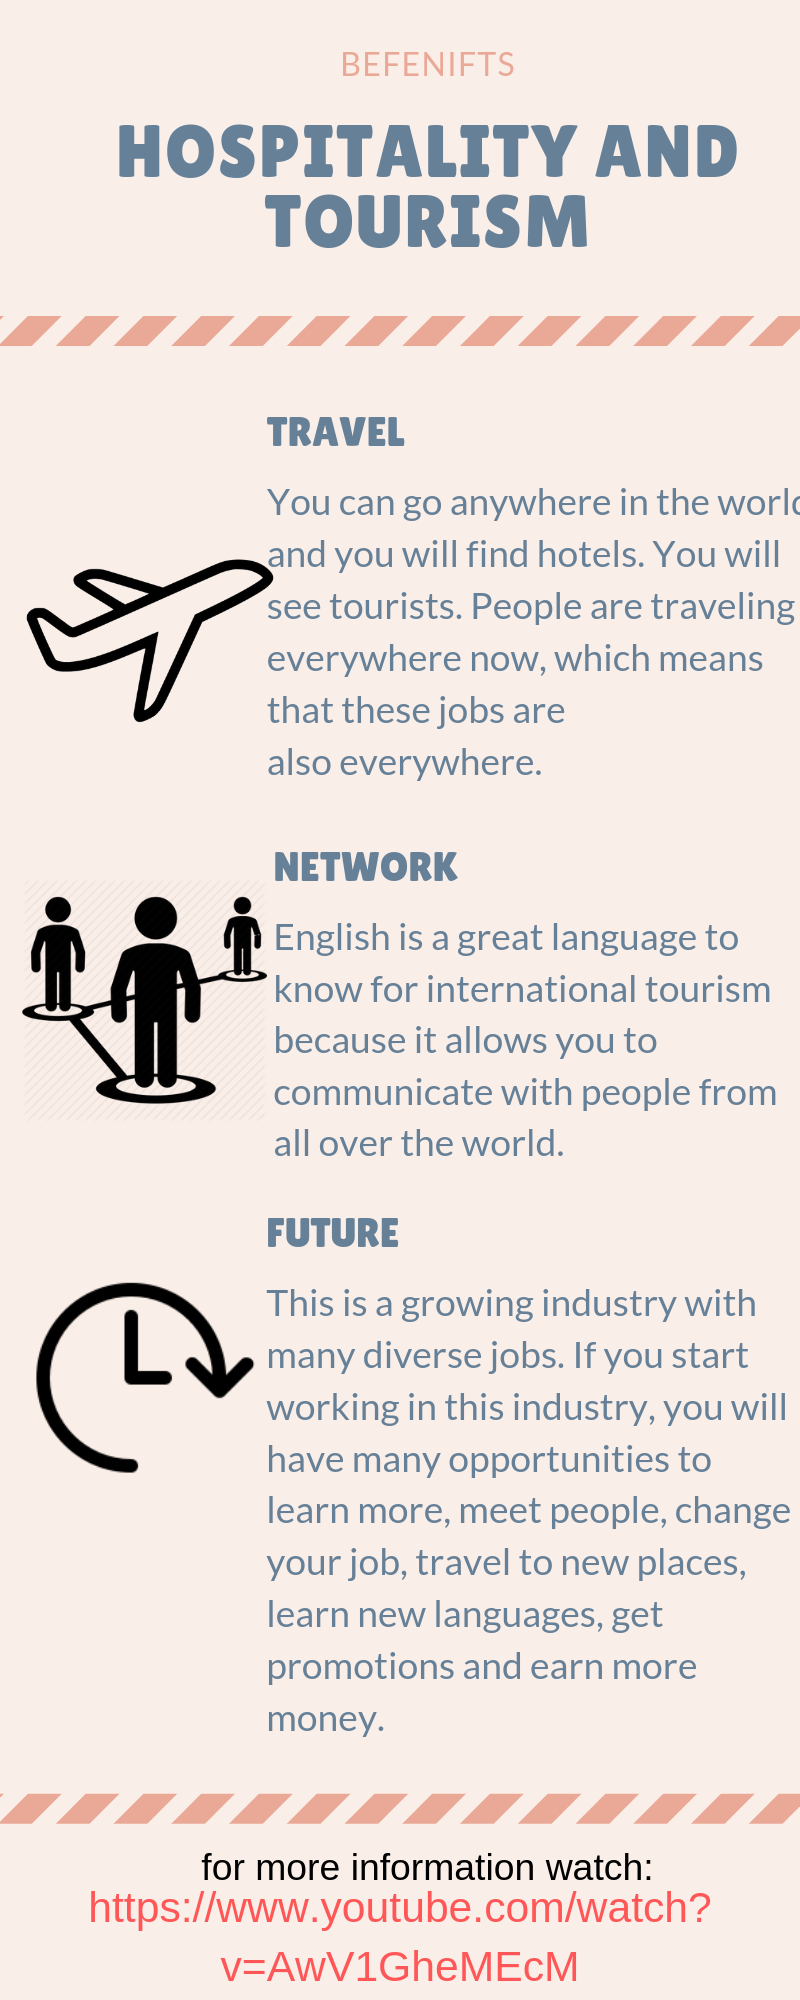 BEFENIFTS
HOSPITALITY AND
TOURISM
TRAVEL
You can go anywhere in the world
and you will find hotels. You will
see tourists. People are traveling
everywhere now, which means
that these jobs are
also everywhere.
NETWORK
English is a great language to
know for international tourism
because it allows you to
communicate with people from
all over the world.
FUTURE
This is a growing industry with
many diverse jobs. If you start
working in this industry, you will
have many opportunities to
learn more, meet people, change
your job, travel to new places,
learn new languages, get
promotions and earn more
money.
for more information watch:
https://www.youtube.com/watch?
v=AwV1GheMEcM